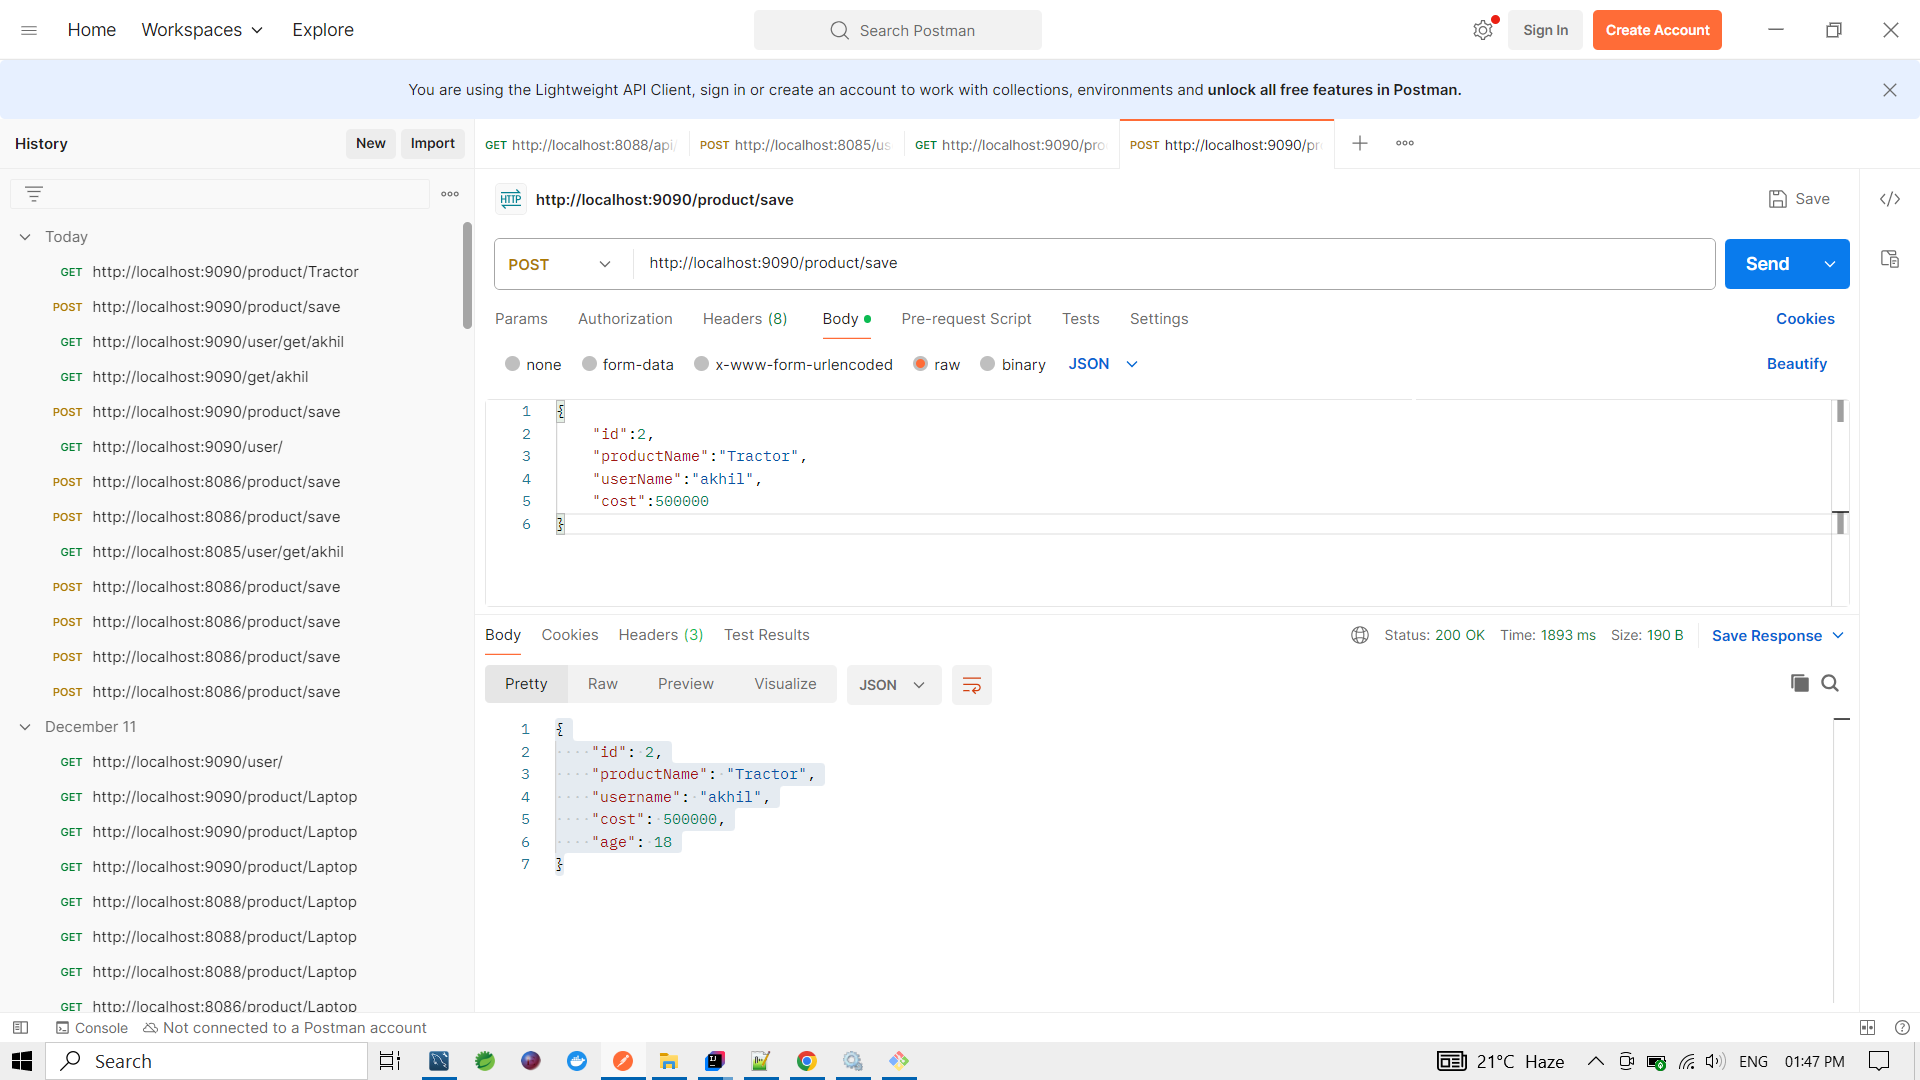 Home
Workspaces
Explore
Search Postman
Sign In
Create Account
You are using the Lightweight API Client, sign in or create an account to work with collections, environments and unlock all free features in Postman.
History
New
Import
GET http://localhost:8088/api/
POST http://localhost:8085/us
GET http://localhost:9090/pro
POST http://localhost:9090/pr
HTTP http://localhost:9090/product/save
Save
Today
GET http://localhost:9090/product/Tractor
POST http://localhost:9090/product/save
GET http://localhost:9090/user/get/akhil
GET http://localhost:9090/get/akhil
POST http://localhost:9090/product/save
GET http://localhost:9090/user/
POST http://localhost:8086/product/save
POST http://localhost:8086/product/save
GET http://localhost:8085/user/get/akhil
POST http://localhost:8086/product/save
POST http://localhost:8086/product/save
POST http://localhost:8086/product/save
POST http://localhost:8086/product/save
December 11
GET http://localhost:9090/user/
GET http://localhost:9090/product/Laptop
GET http://localhost:9090/product/Laptop
GET http://localhost:9090/product/Laptop
GET http://localhost:8088/product/Laptop
GET http://localhost:8088/product/Laptop
GET http://localhost:8088/product/Laptop
GET http://localhost:8086/product/Laptop
POST
http://localhost:9090/product/save
Send
Params
Authorization
Headers (8)
Body
Pre-request Script
Tests
Settings
Cookies
none
form-data
x-www-form-urlencoded
raw
binary
JSON
Beautify
1 {
2 "id":2,
3 "productName":"Tractor",
4 "userName":"akhil",
5 "cost":500000
6 }
Body
Cookies
Headers (3)
Test Results
Status: 200 OK
Time: 1893 ms
Size: 190 B
Save Response
Pretty
Raw
Preview
Visualize
JSON
1 {
2 "id": 2,
3 "productName": "Tractor",
4 "username": "akhil",
5 "cost": 500000,
6 "age": 18
7 }
Console
Not connected to a Postman account
Search
21°C Haze
ENG
01:47 PM